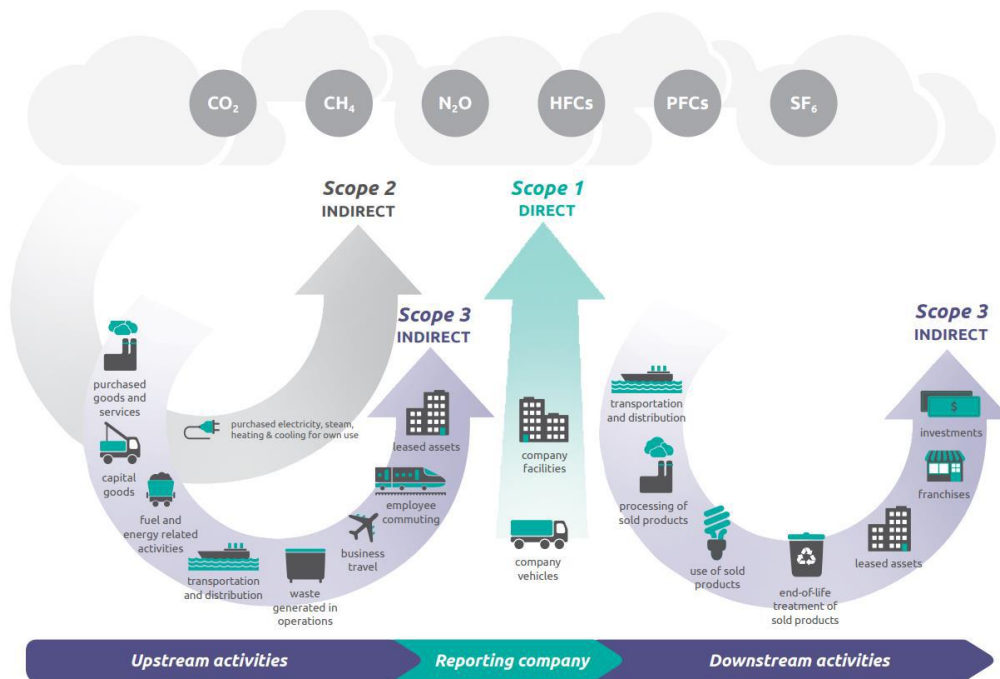 CO₂
CH₄
N₂O
HFCs
PFCs
SF₆
Scope 2
INDIRECT
Scope 1
DIRECT
Scope 3
INDIRECT
Scope 3
INDIRECT
purchased
goods and
services
capital
goods
fuel and
energy related
activities
transportation
and distribution
waste
generated in
operations
business
travel
employee
commuting
leased assets
purchased electricity, steam,
heating & cooling for own use
company
facilities
company
vehicles
transportation
and distribution
processing of
sold products
use of sold
products
end-of-life
treatment of
sold products
leased assets
franchises
$
investments
Upstream activities
Reporting company
Downstream activities